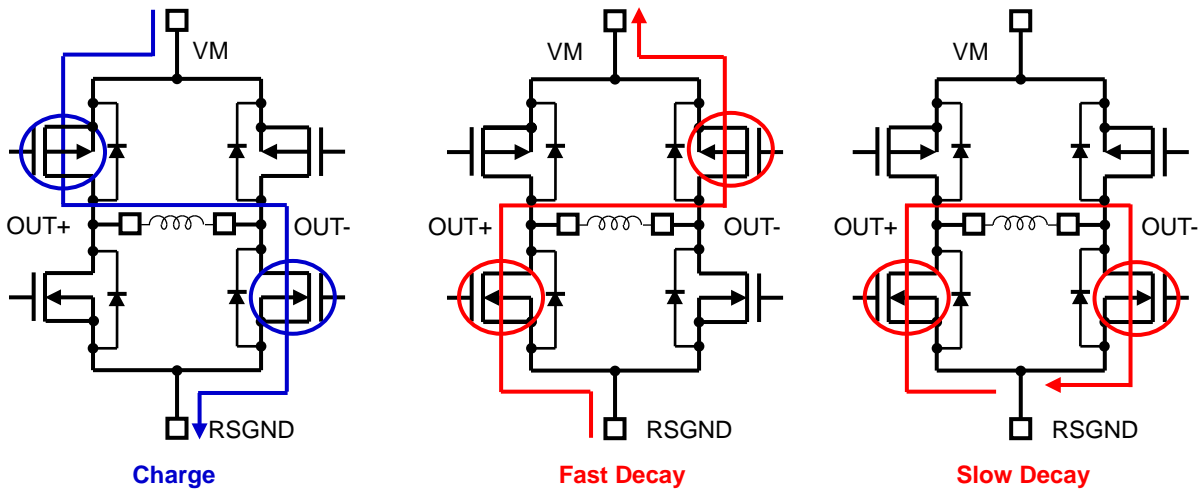 VM
OUT+
OUT-
RSGND
Charge
VM
OUT+
OUT-
RSGND
Fast Decay
VM
OUT+
OUT-
RSGND
Slow Decay